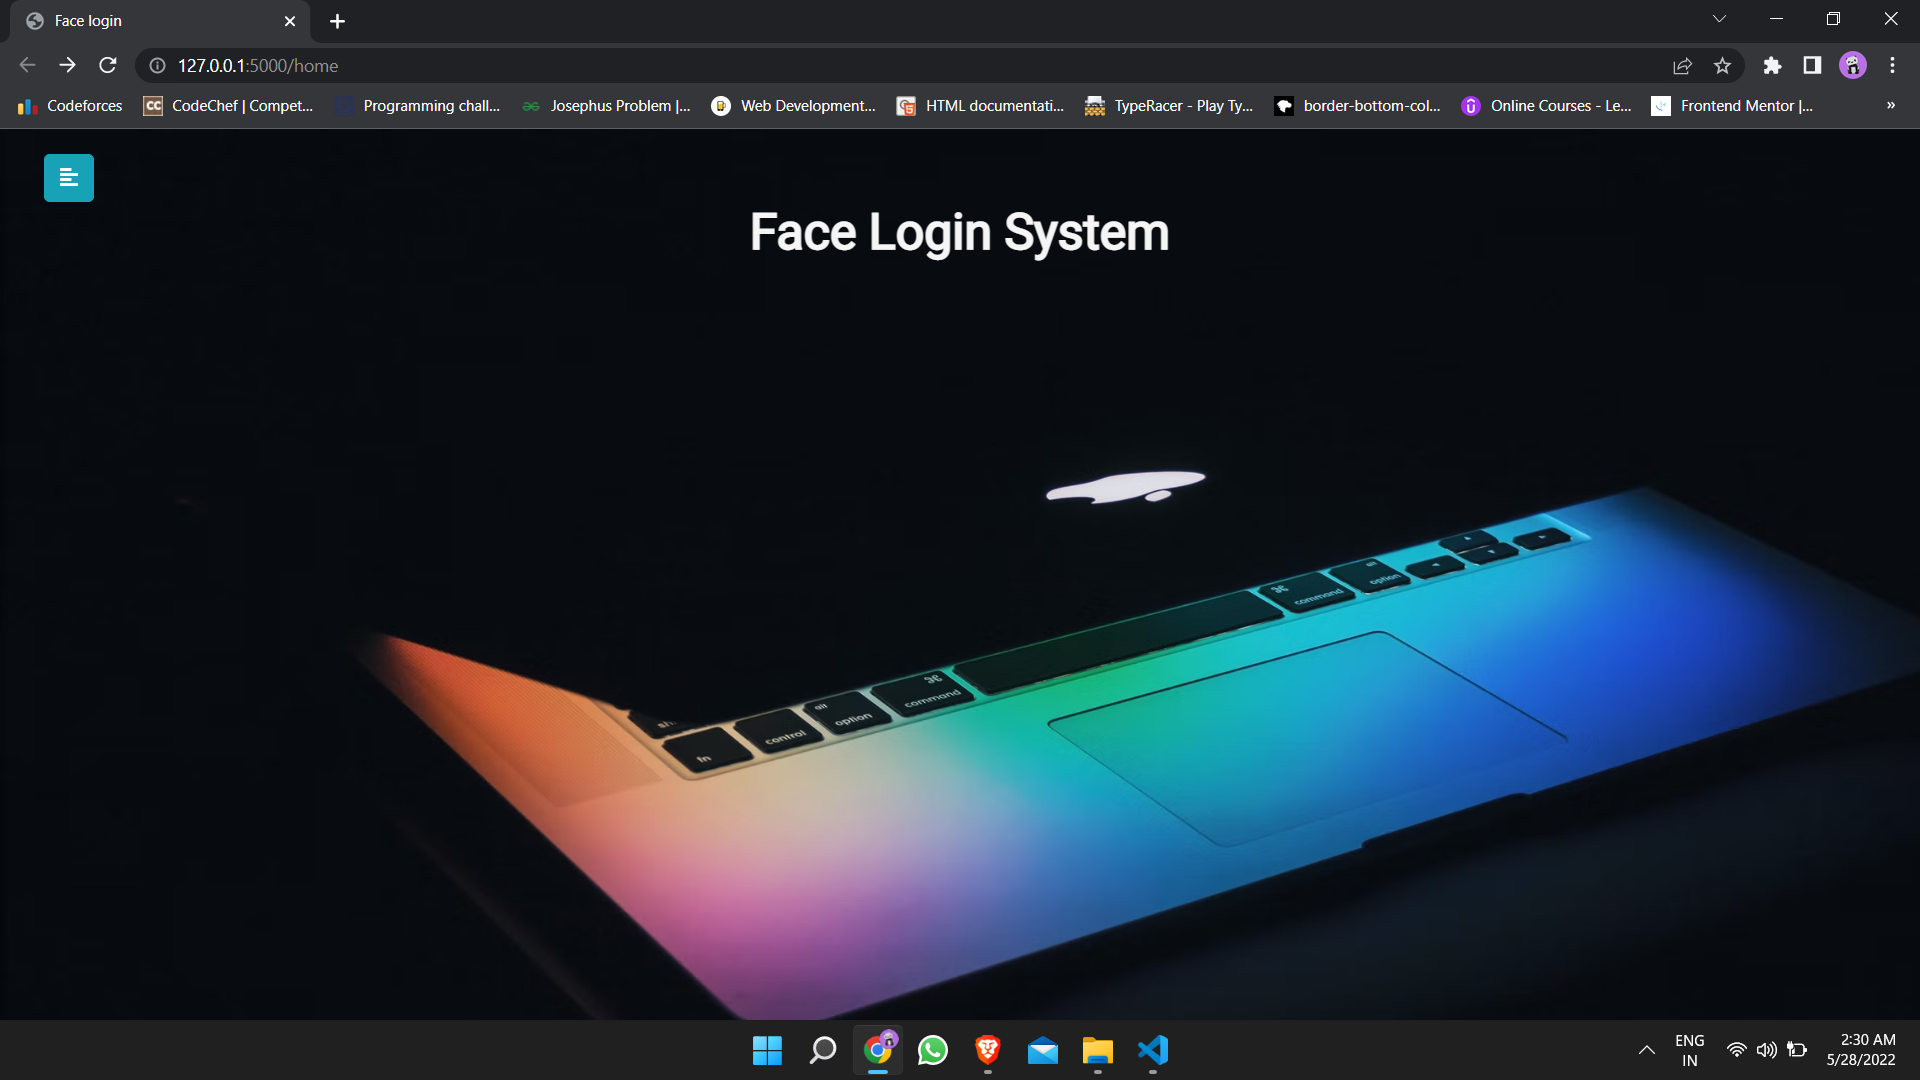 Face login
127.0.0.1:5000/home
Codeforces
CodeChef | Compet...
Programming chall...
Josephus Problem |...
Web Development...
HTML documentati...
TypeRacer - Play Ty...
border-bottom-col...
Online Courses - Le...
Frontend Mentor |...
»
Face Login System
alt
option
⌘
command
⌘
command
alt
option
control
fn
ENG
IN
2:30 AM
5/28/2022